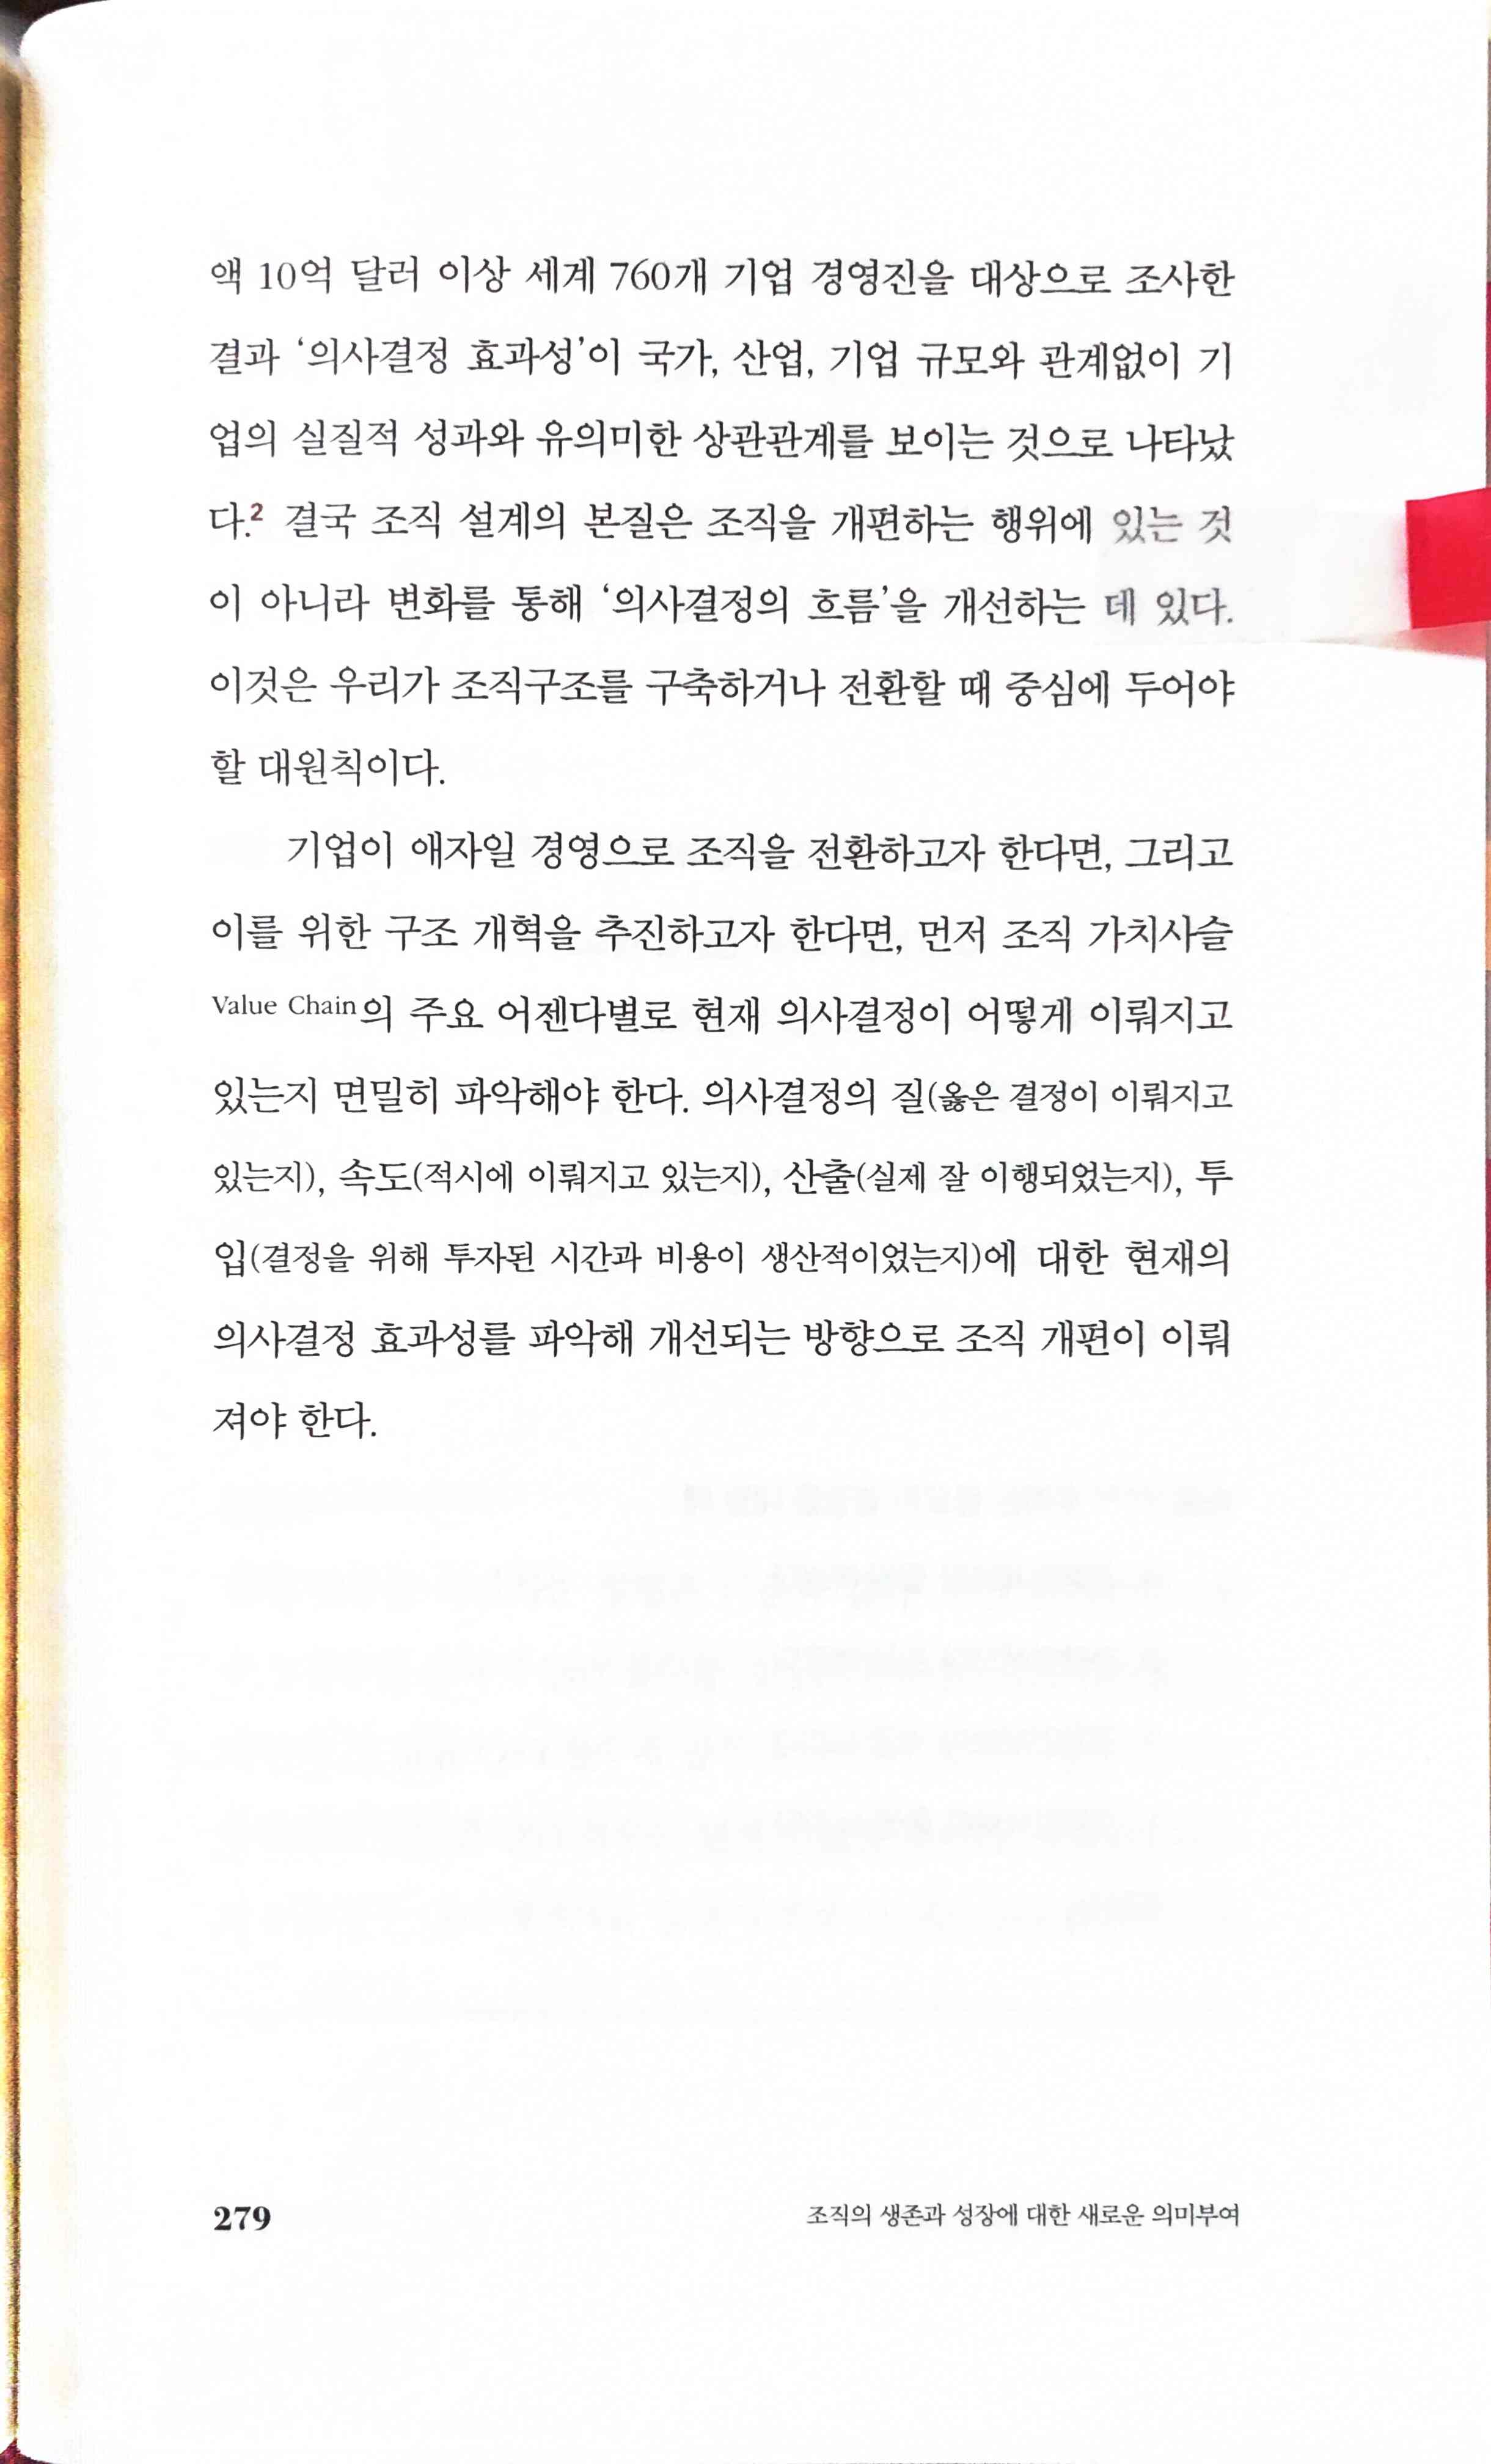 액 10억 달러 이상 세계 760개 기업 경영진을 대상으로 조사한
결과 ‘의사결정 효과성’이 국가, 산업, 기업 규모와 관계없이 기
업의 실질적 성과와 유의미한 상관관계를 보이는 것으로 나타났
다.2 결국 조직 설계의 본질은 조직을 개편하는 행위에 있는 것
이 아니라 변화를 통해 ‘의사결정의 흐름’을 개선하는 데 있다.
이것은 우리가 조직구조를 구축하거나 전환할 때 중심에 두어야
할 대원칙이다.
기업이 애자일 경영으로 조직을 전환하고자 한다면, 그리고
이를 위한 구조 개혁을 추진하고자 한다면, 먼저 조직 가치사슬
Value Chain의 주요 어젠다별로 현재 의사결정이 어떻게 이뤄지고
있는지 면밀히 파악해야 한다. 의사결정의 질(옳은 결정이 이뤄지고
있는지), 속도(적시에 이뤄지고 있는지), 산출(실제 잘 이행되었는지), 투
입(결정을 위해 투자된 시간과 비용이 생산적이었는지)에 대한 현재의
의사결정 효과성를 파악해 개선되는 방향으로 조직 개편이 이뤄
져야 한다.
279
조직의 생존과 성장에 대한 새로운 의미부여